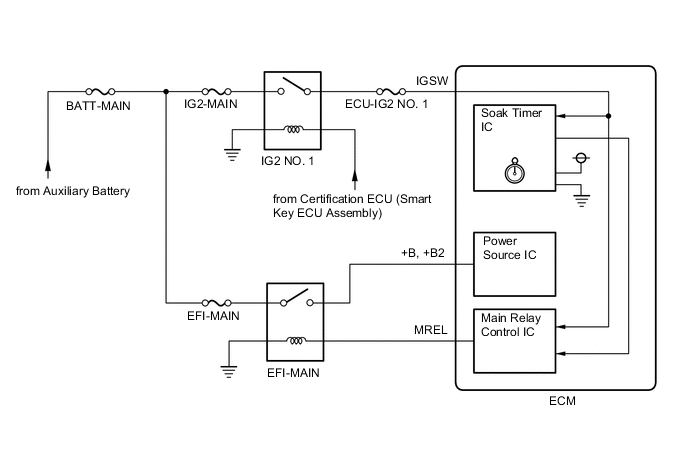 IGSW
BATT-MAIN
IG2-MAIN
ECU-IG2 NO. 1
Soak Timer
IC
IG2 NO. 1
from Auxiliary Battery
from Certification ECU (Smart
Key ECU Assembly)
+B, +B2
Power
Source IC
EFI-MAIN
MREL
Main Relay
Control IC
EFI-MAIN
ECM